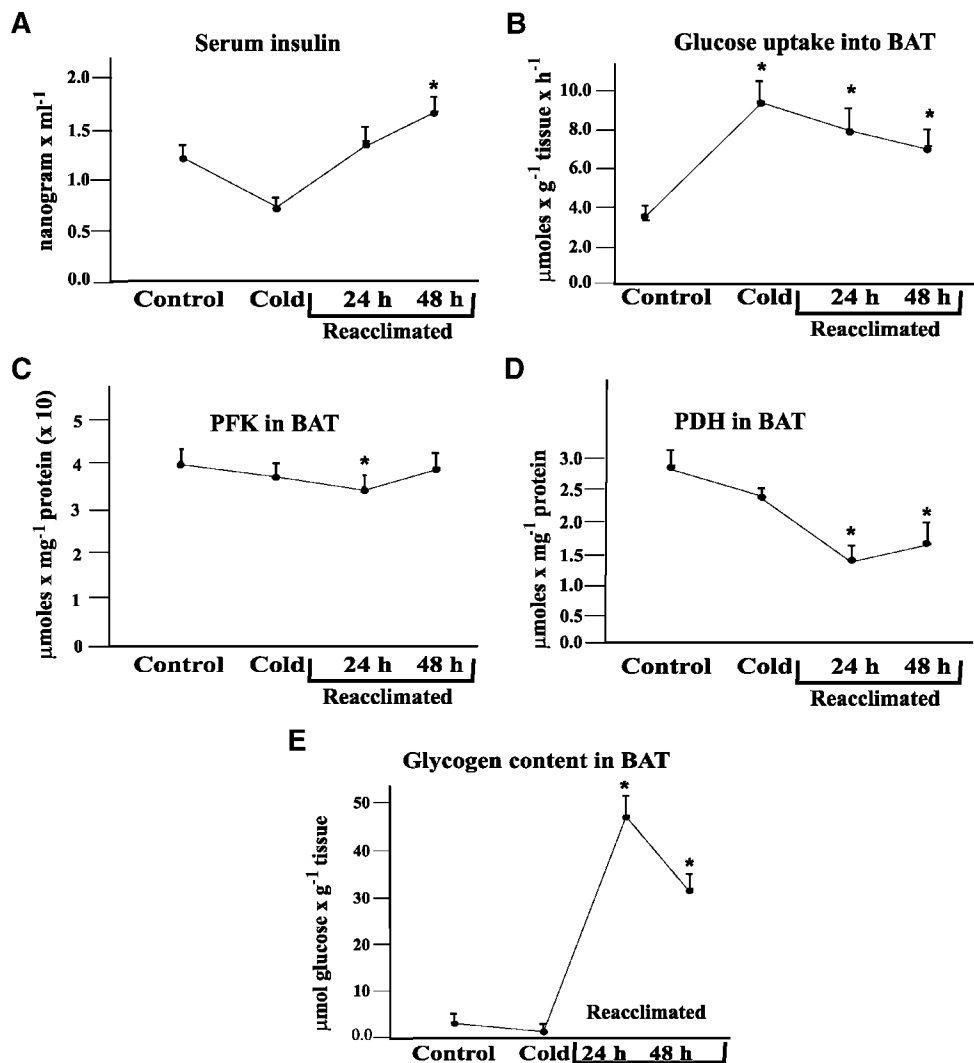 A
Serum insulin
nanogram x ml⁻¹
2.0
1.5
1.0
0.5
0.0
*
Control Cold 24 h 48 h
Reacclimated
B
Glucose uptake into BAT
μmoles x g⁻¹ tissue x h⁻¹
10.0
8.0
6.0
4.0
2.0
0.0
* * *
Control Cold 24 h 48 h
Reacclimated
C
PFK in BAT
μmoles x mg⁻¹ protein (x 10)
5
4
3
2
1
0
*
Control Cold 24 h 48 h
Reacclimated
D
PDH in BAT
μmoles x mg⁻¹ protein
3.0
2.5
2.0
1.5
1.0
0.5
0.0
* *
Control Cold 24 h 48 h
Reacclimated
E
Glycogen content in BAT
μmol glucose x g⁻¹ tissue
50
40
30
20
10
0.0
* *
Reacclimated
Control Cold 24 h 48 h